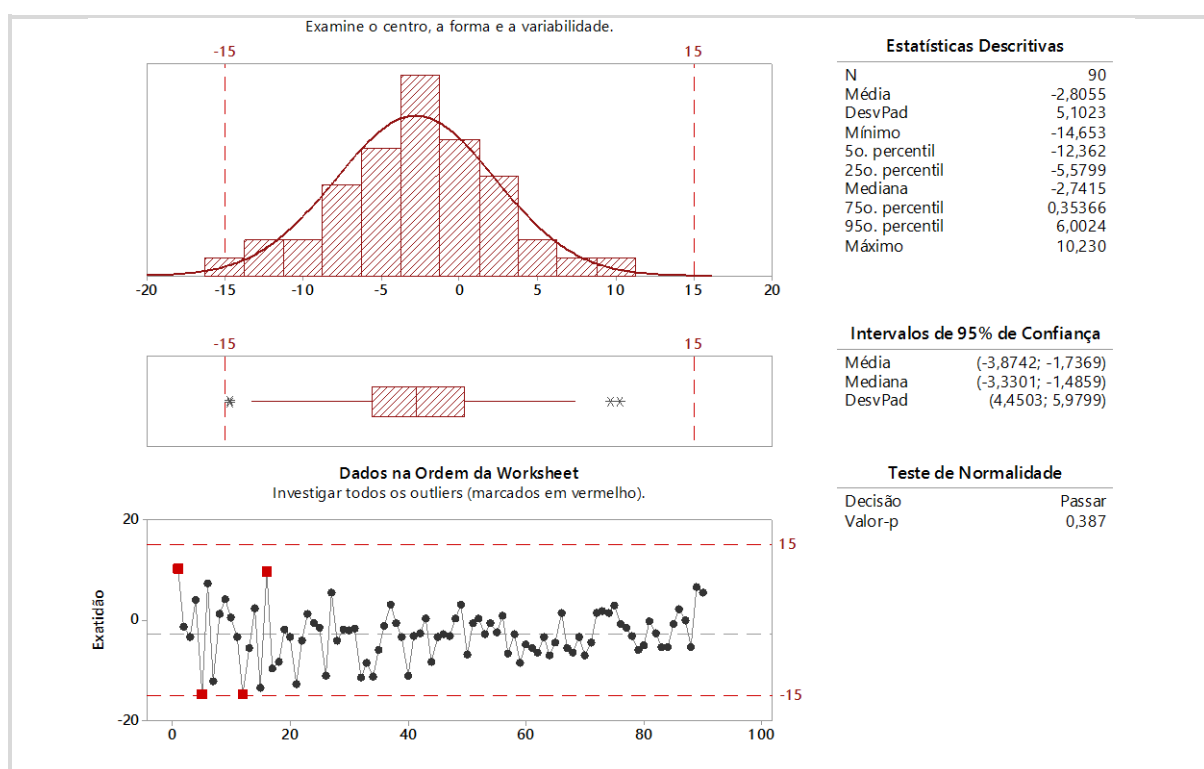 Examine o centro, a forma e a variabilidade.
-15 15
-20 -15 -10 -5 0 5 10 15 20
Estatísticas Descritivas
N 90
Média -2,8055
DesvPad 5,1023
Mínimo -14,653
5o. percentil -12,362
25o. percentil -5,5799
Mediana -2,7415
75o. percentil 0,35366
95o. percentil 6,0024
Máximo 10,230
-15 15
Intervalos de 95% de Confiança
Média (-3,8742; -1,7369)
Mediana (-3,3301; -1,4859)
DesvPad (4,4503; 5,9799)
Dados na Ordem da Worksheet
Investigar todos os outliers (marcados em vermelho).
20
15
0
Exatidão
-15
-20
0 20 40 60 80 100
Teste de Normalidade
Decisão Passar
Valor-p 0,387